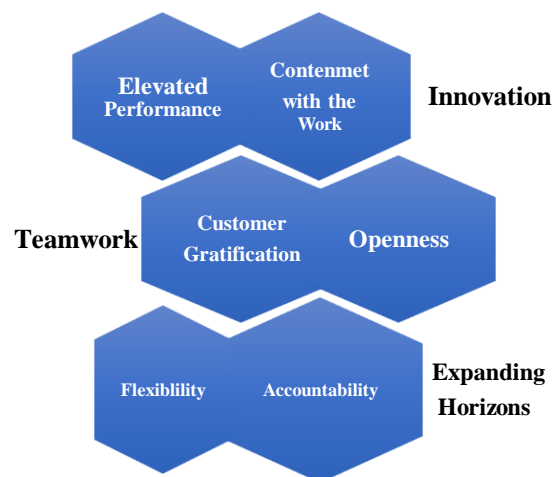 Elevated
Performance
Contenmet
with the
Work
Innovation
Teamwork
Customer
Gratification
Openness
Flexiblility
Accountability
Expanding
Horizons